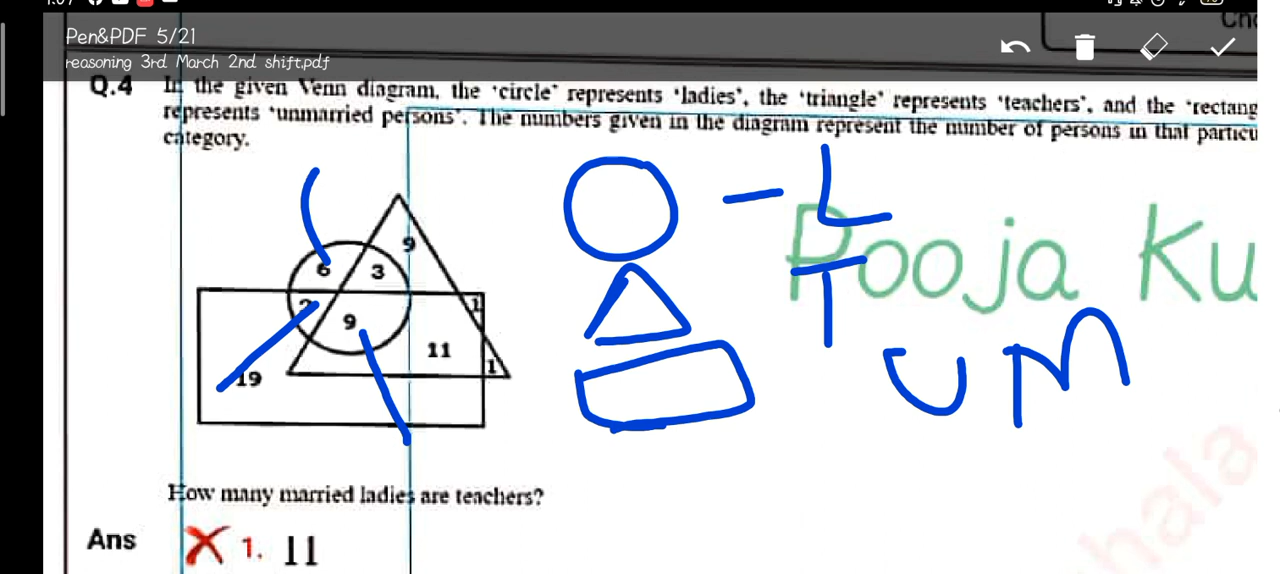 Pen&PDF 5/21
reasoning 3rd March 2nd shift.pdf
Q.4 In the given Venn diagram, the ‘circle’ represents ‘ladies’, the ‘triangle’ represents ‘teachers’, and the ‘rectang
represents ‘unmarried persons’. The numbers given in the diagram represent the number of persons in that particu
category.
9
6 3
1
9
11
1
19
L
T
U M
Pooja Ku
How many married ladies are teachers?
Ans 1. 11
hala